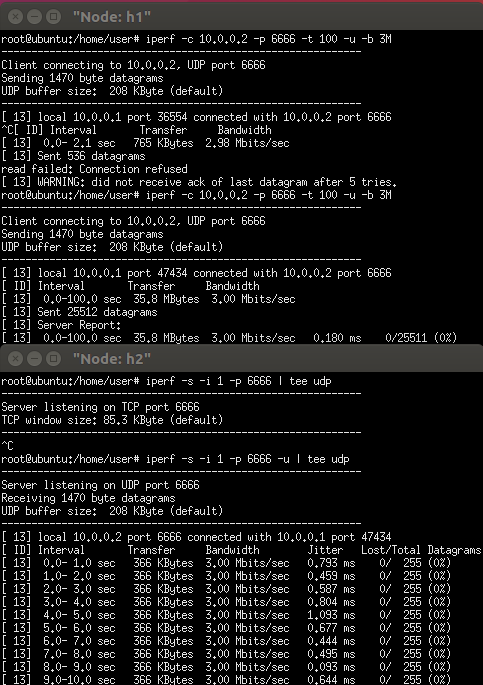 "Node: h1"
root@ubuntu:/home/user# iperf -c 10.0.0.2 -p 6666 -t 100 -u -b 3M
------------------------------------------------------------
Client connecting to 10.0.0.2, UDP port 6666
Sending 1470 byte datagrams
UDP buffer size:  208 KByte (default)
------------------------------------------------------------
[ 13] local 10.0.0.1 port 36554 connected with 10.0.0.2 port 6666
^C[ ID] Interval       Transfer     Bandwidth
[ 13]  0.0- 2.1 sec   765 KBytes  2.98 Mbits/sec
[ 13] Sent 536 datagrams
read failed: Connection refused
[ 13] WARNING: did not receive ack of last datagram after 5 tries.
root@ubuntu:/home/user# iperf -c 10.0.0.2 -p 6666 -t 100 -u -b 3M
------------------------------------------------------------
Client connecting to 10.0.0.2, UDP port 6666
Sending 1470 byte datagrams
UDP buffer size:  208 KByte (default)
------------------------------------------------------------
[ 13] local 10.0.0.1 port 47434 connected with 10.0.0.2 port 6666
[ ID] Interval       Transfer     Bandwidth
[ 13]  0.0-100.0 sec  35.8 MBytes  3.00 Mbits/sec
[ 13] Sent 25512 datagrams
[ 13] Server Report:
[ 13]  0.0-100.0 sec  35.8 MBytes  3.00 Mbits/sec   0.180 ms    0/25511 (0%)
"Node: h2"
root@ubuntu:/home/user# iperf -s -i 1 -p 6666 | tee udp
------------------------------------------------------------
Server listening on TCP port 6666
TCP window size: 85.3 KByte (default)
------------------------------------------------------------
^C
root@ubuntu:/home/user# iperf -s -i 1 -p 6666 -u | tee udp
------------------------------------------------------------
Server listening on UDP port 6666
Receiving 1470 byte datagrams
UDP buffer size:  208 KByte (default)
------------------------------------------------------------
[ 13] local 10.0.0.2 port 6666 connected with 10.0.0.1 port 47434
[ ID] Interval       Transfer     Bandwidth        Jitter   Lost/Total Datagrams
[ 13]  0.0- 1.0 sec   366 KBytes  3.00 Mbits/sec   0.793 ms    0/  255 (0%)
[ 13]  1.0- 2.0 sec   366 KBytes  3.00 Mbits/sec   0.459 ms    0/  255 (0%)
[ 13]  2.0- 3.0 sec   366 KBytes  3.00 Mbits/sec   0.587 ms    0/  255 (0%)
[ 13]  3.0- 4.0 sec   366 KBytes  3.00 Mbits/sec   0.804 ms    0/  255 (0%)
[ 13]  4.0- 5.0 sec   366 KBytes  3.00 Mbits/sec   1.093 ms    0/  255 (0%)
[ 13]  5.0- 6.0 sec   366 KBytes  3.00 Mbits/sec   0.677 ms    0/  255 (0%)
[ 13]  6.0- 7.0 sec   366 KBytes  3.00 Mbits/sec   0.444 ms    0/  255 (0%)
[ 13]  7.0- 8.0 sec   366 KBytes  3.00 Mbits/sec   0.495 ms    0/  255 (0%)
[ 13]  8.0- 9.0 sec   366 KBytes  3.00 Mbits/sec   0.093 ms    0/  255 (0%)
[ 13]  9.0-10.0 sec   366 KBytes  3.00 Mbits/sec   0.644 ms    0/  255 (0%)